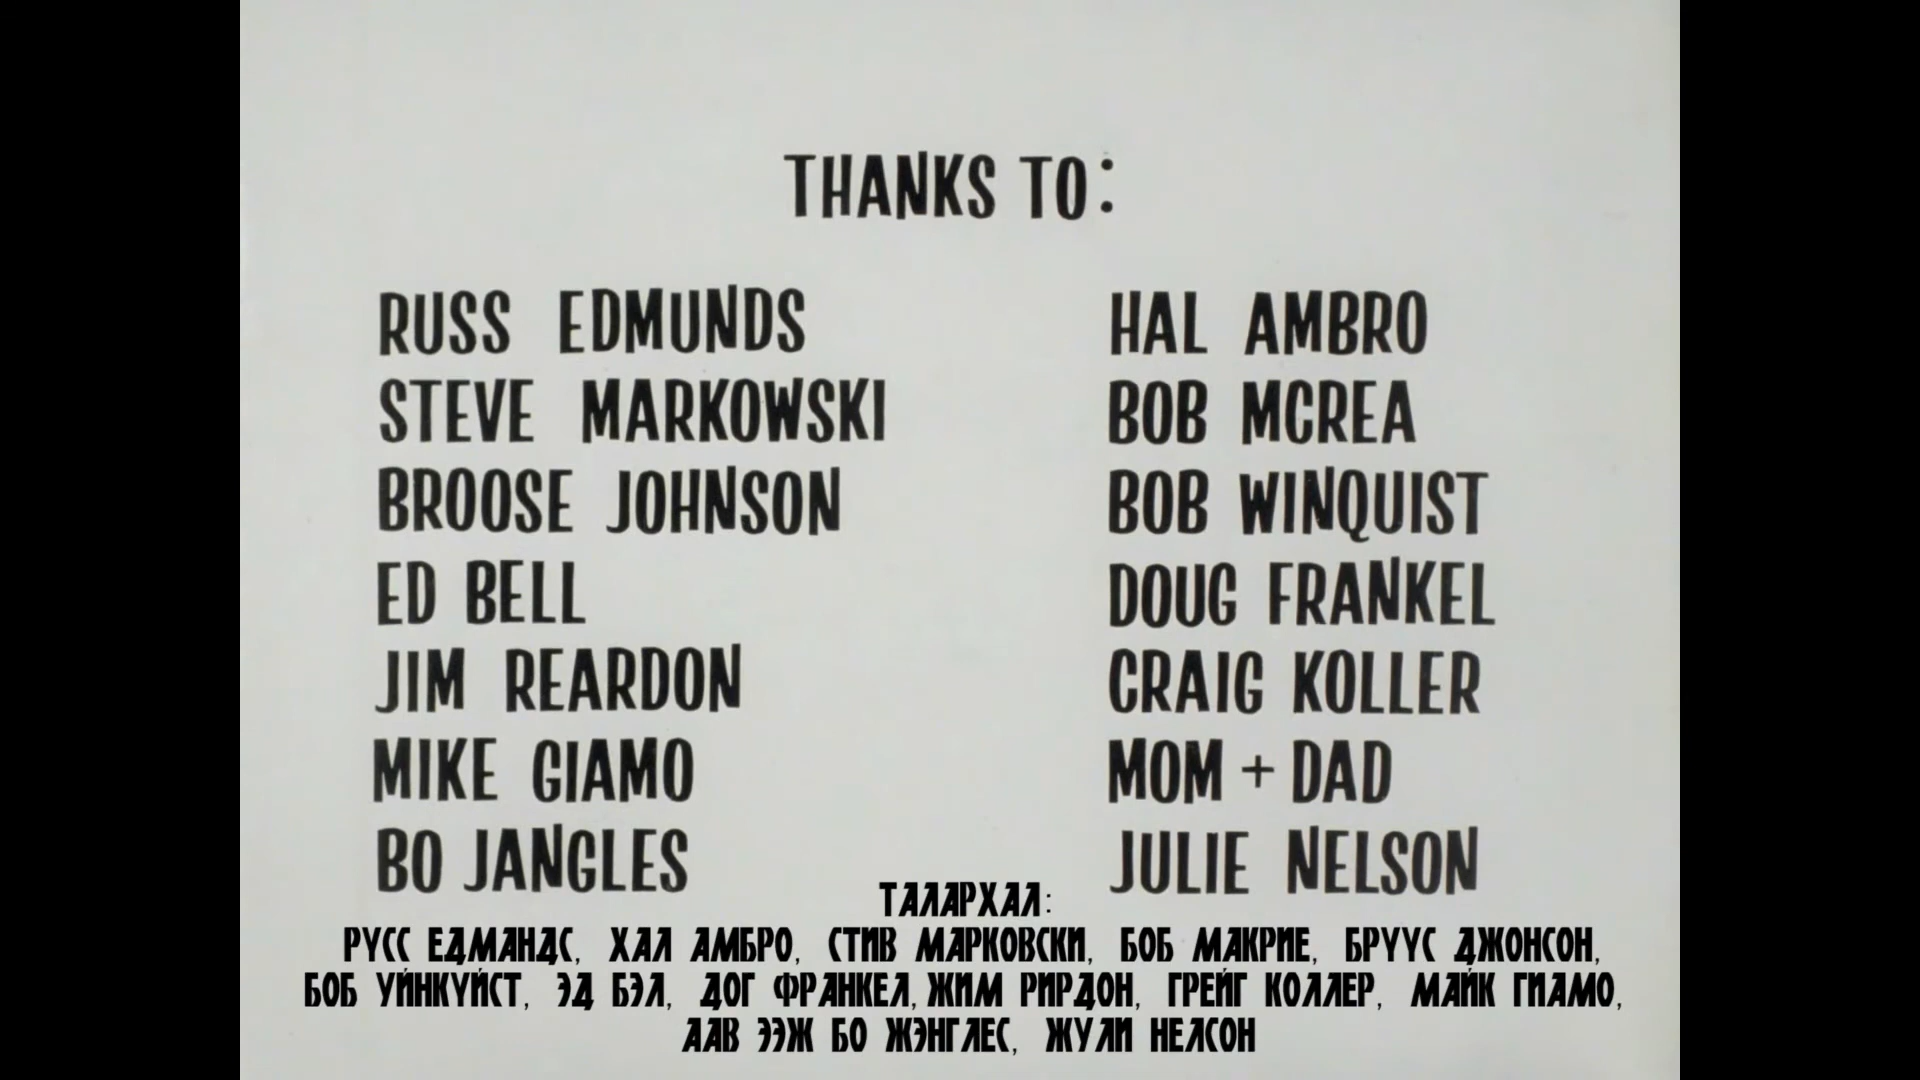 THANKS TO:
RUSS EDMUNDS
STEVE MARKOWSKI
BROOSE JOHNSON
ED BELL
JIM REARDON
MIKE GIAMO
BO JANGLES
HAL AMBRO
BOB MCREA
BOB WINQUIST
DOUG FRANKEL
CRAIG KOLLER
MOM + DAD
JULIE NELSON
ТАЛАРХАЛ:
РУСС ЕДМАНДС, ХАЛ АМБРО, СТИВ МАРКОВСКИ, БОБ МАКРИЕ, БРУУС ДЖОНСОН,
БОБ УЙНКУЙСТ, ЭД БЭЛ, ДОГ ФРАНКЕЛ, ЖИМ РИРДОН, ГРЕЙГ КОЛЛЕР, МАЙК ГИАМО,
ААВ ЭЭЖ БО ЖЭНГЛЕС, ЖУЛИ НЕЛСОН